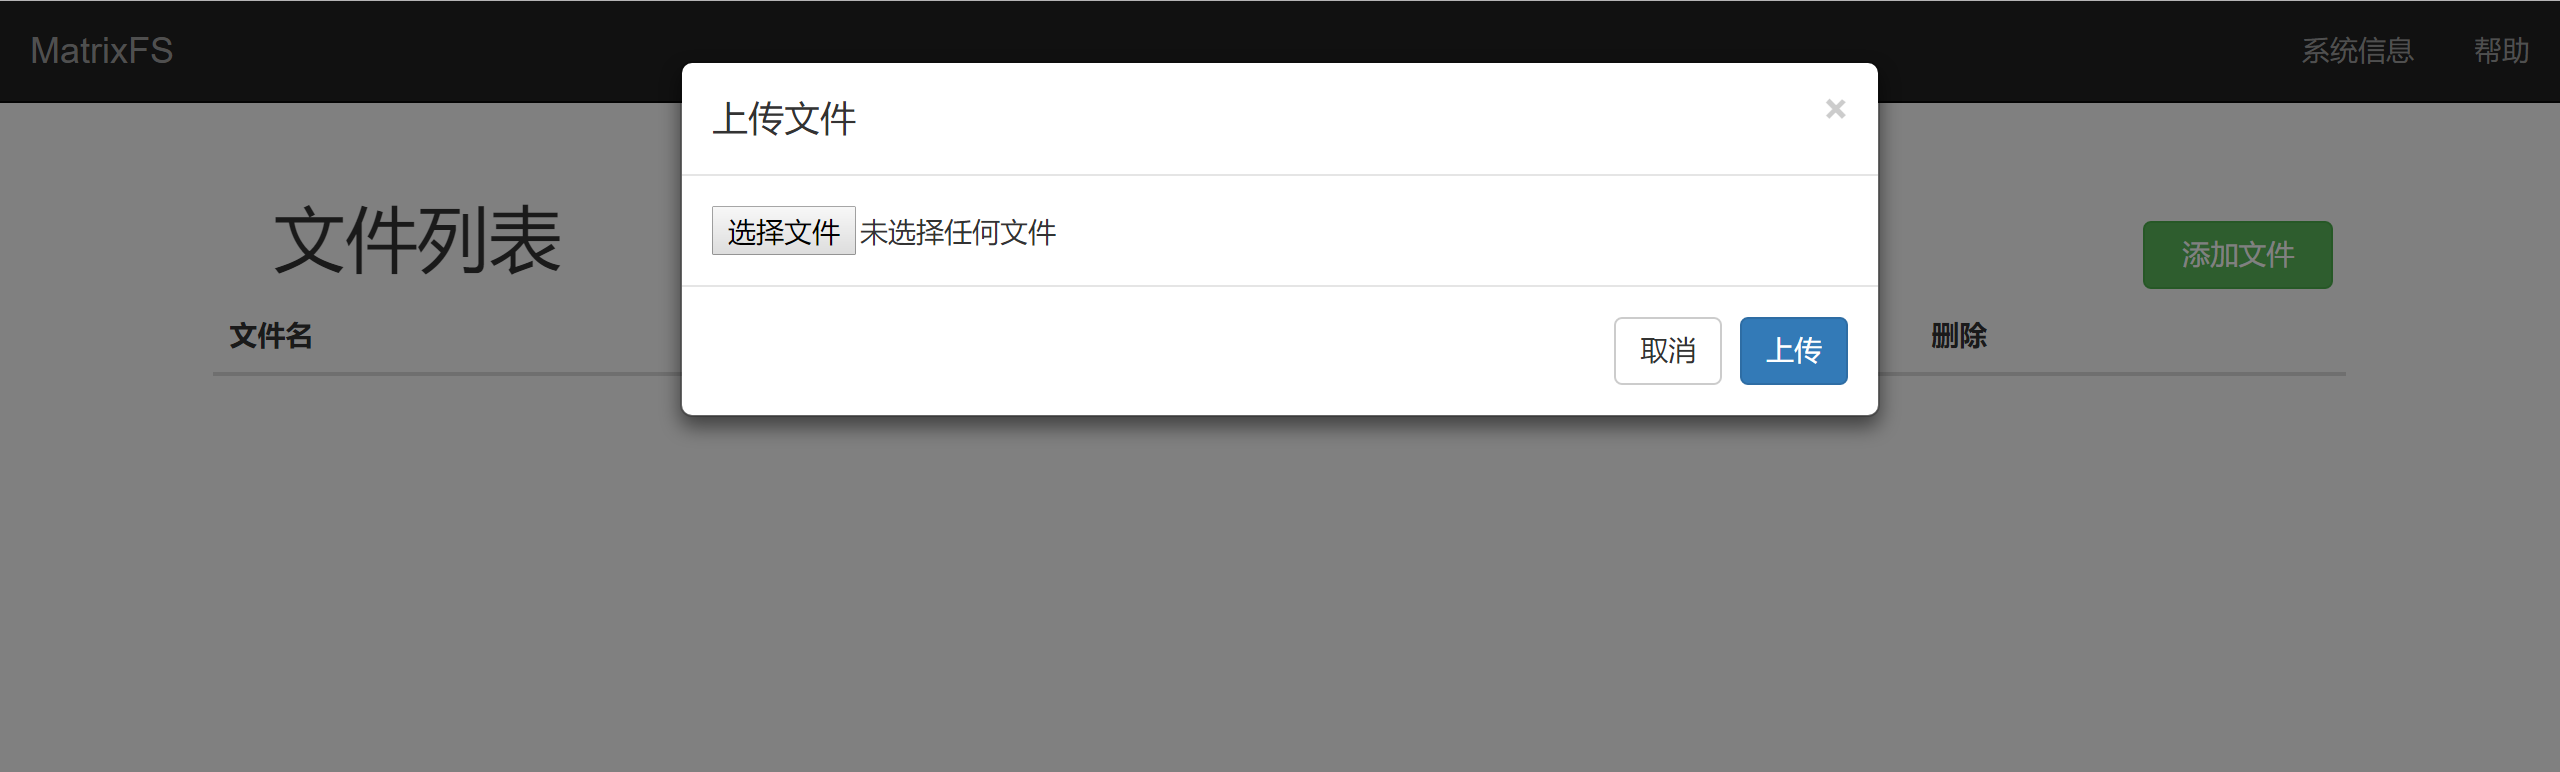 MatrixFS 系统信息 帮助
上传文件 ×
选择文件 未选择任何文件
文件列表 添加文件
文件名 删除
取消 上传